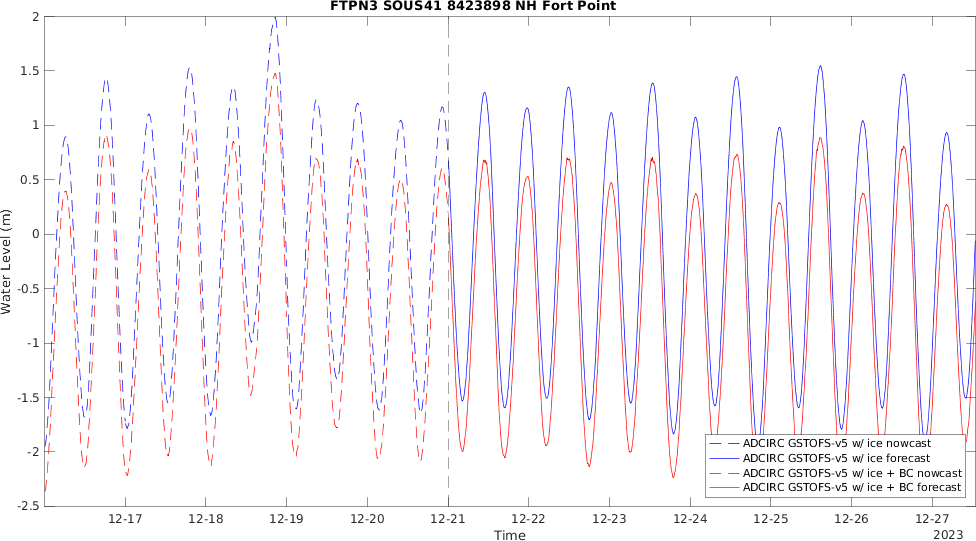 FTPN3 SOUS41 8423898 NH Fort Point
2
1.5
1
0.5
0
-0.5
-1
-1.5
-2
-2.5
Water Level (m)
ADCIRC GSTOFS-v5 w/ ice nowcast
ADCIRC GSTOFS-v5 w/ ice forecast
ADCIRC GSTOFS-v5 w/ ice + BC nowcast
ADCIRC GSTOFS-v5 w/ ice + BC forecast
12-17 12-18 12-19 12-20 12-21 12-22 12-23 12-24 12-25 12-26 12-27
Time
2023